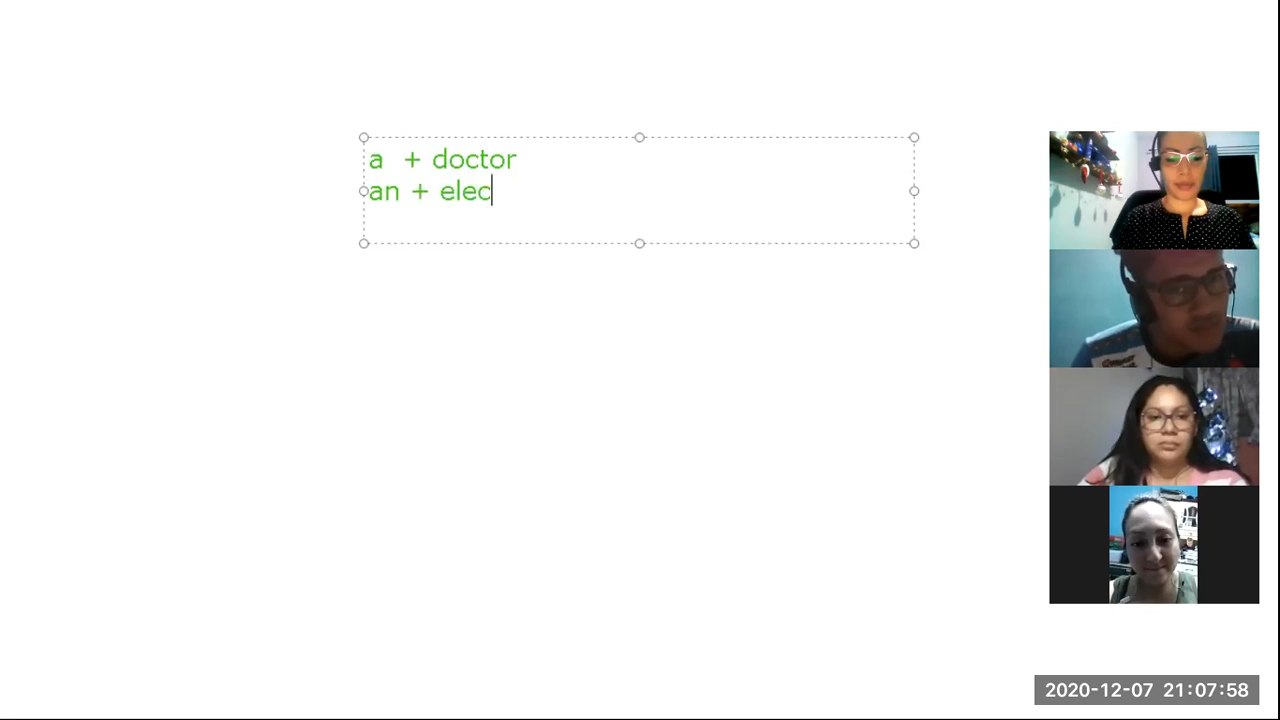 a + doctor
an + elec
2020-12-07 21:07:58